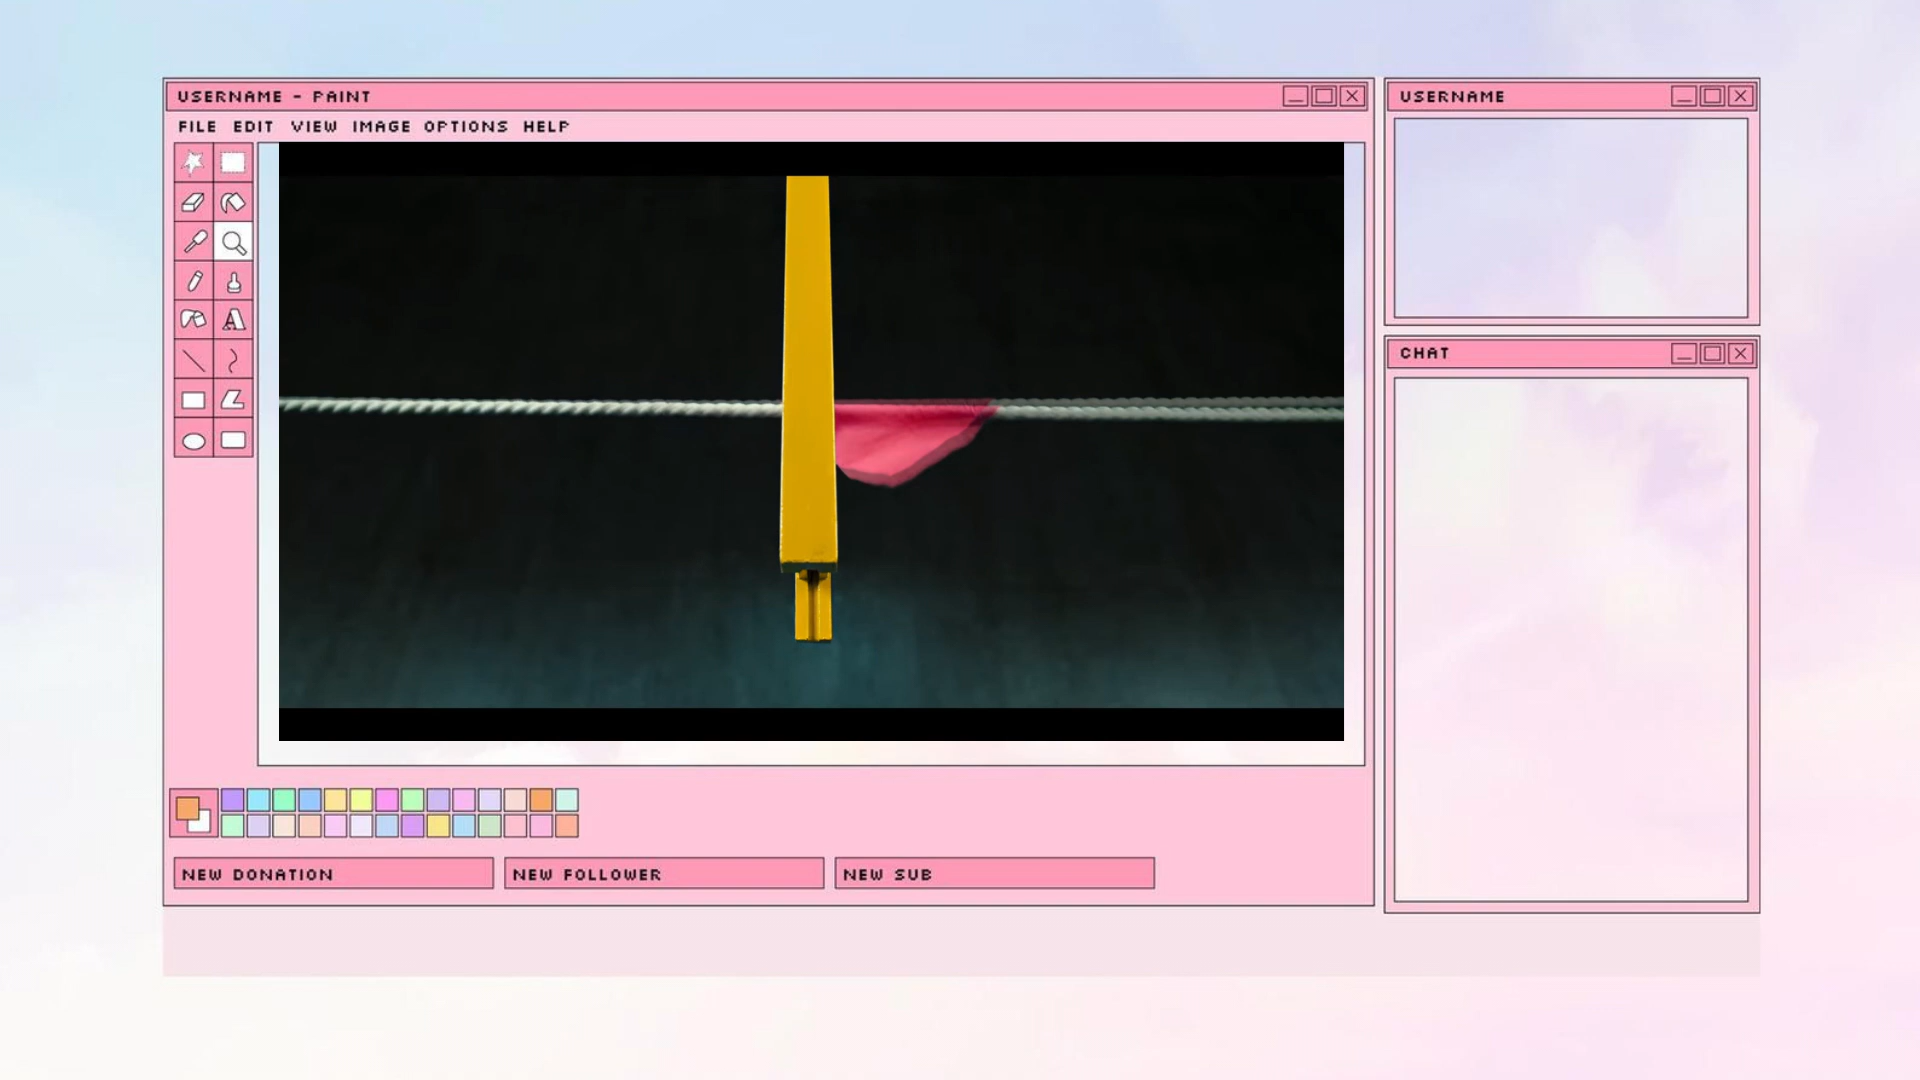 USERNAME - PAINT
FILE EDIT VIEW IMAGE OPTIONS HELP
A
NEW DONATION
NEW FOLLOWER
NEW SUB
USERNAME
CHAT